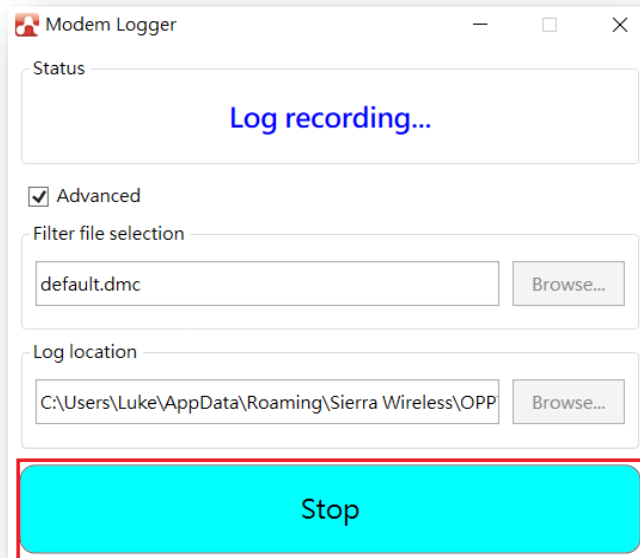 Modem Logger
Status
Log recording...
Advanced
Filter file selection
default.dmc
Browse...
Log location
C:\Users\Luke\AppData\Roaming\Sierra Wireless\OPP
Browse...
Stop